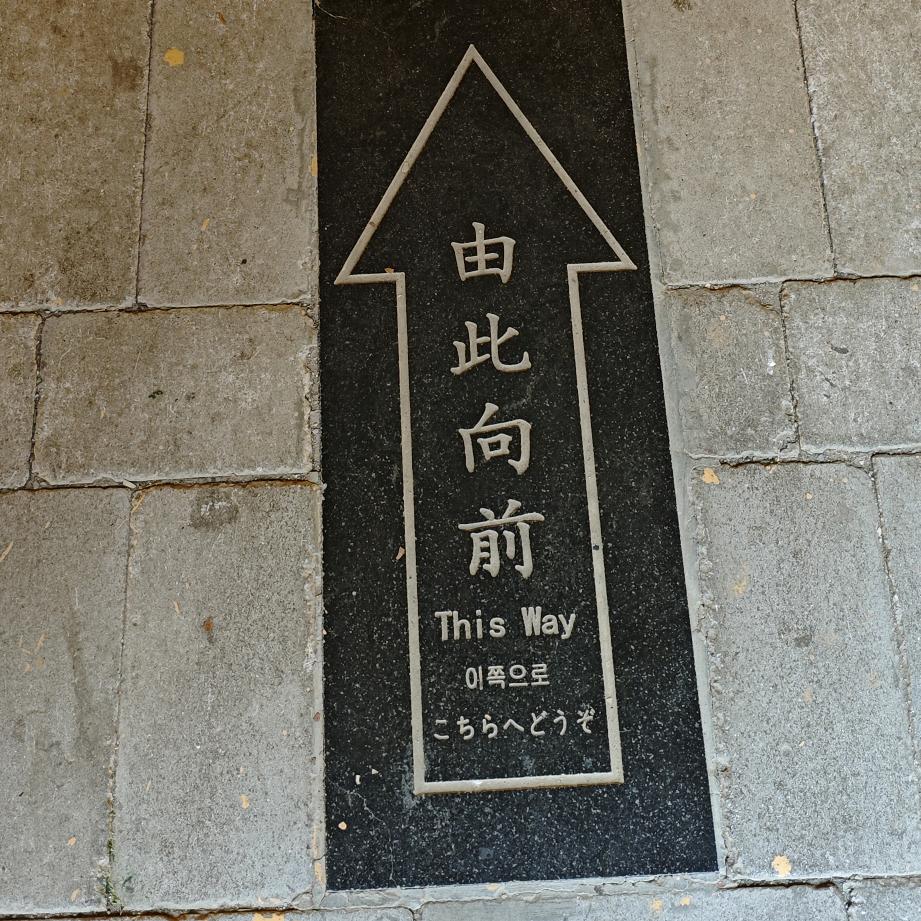 由此向前
This Way
이쪽으로
こちらへどうぞ